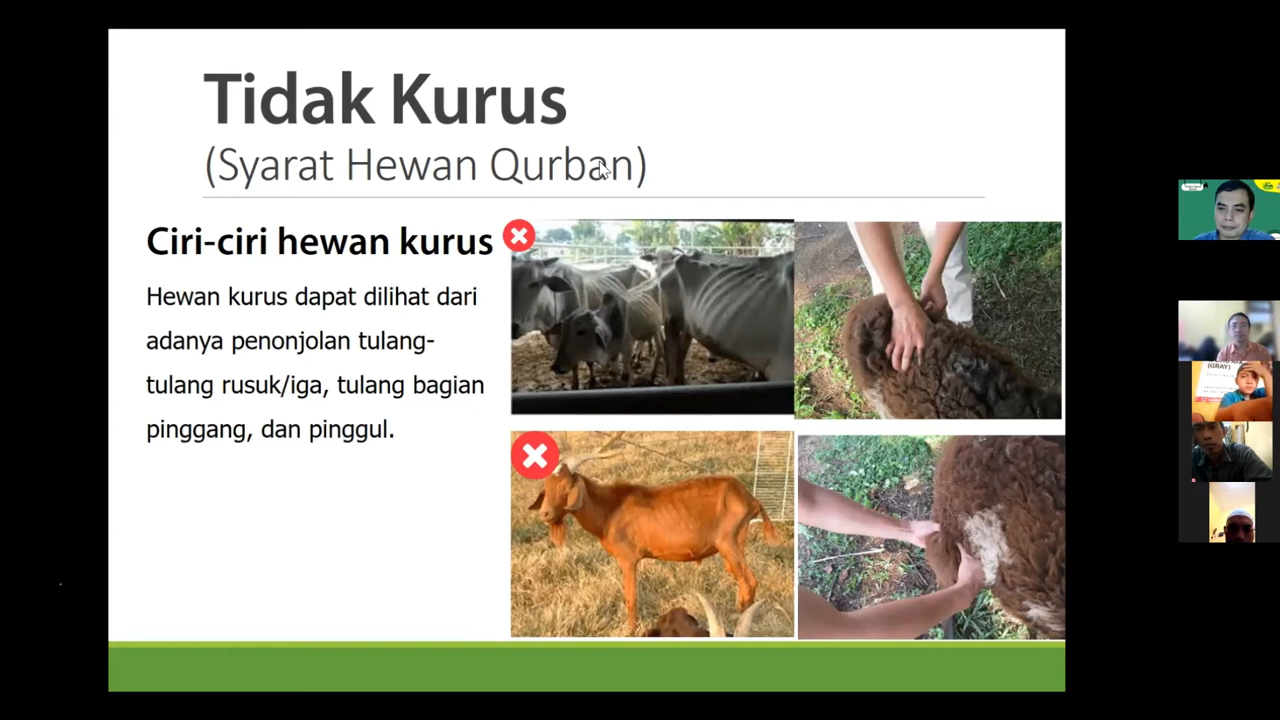 Tidak Kurus
(Syarat Hewan Qurban)
Ciri-ciri hewan kurus
Hewan kurus dapat dilihat dari
adanya penonjolan tulang-
tulang rusuk/iga, tulang bagian
pinggang, dan pinggul.
(GRAY)